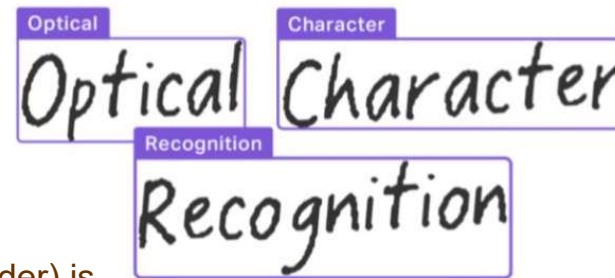 Optical Character
Optical Character
Recognition
Recognition
der) is